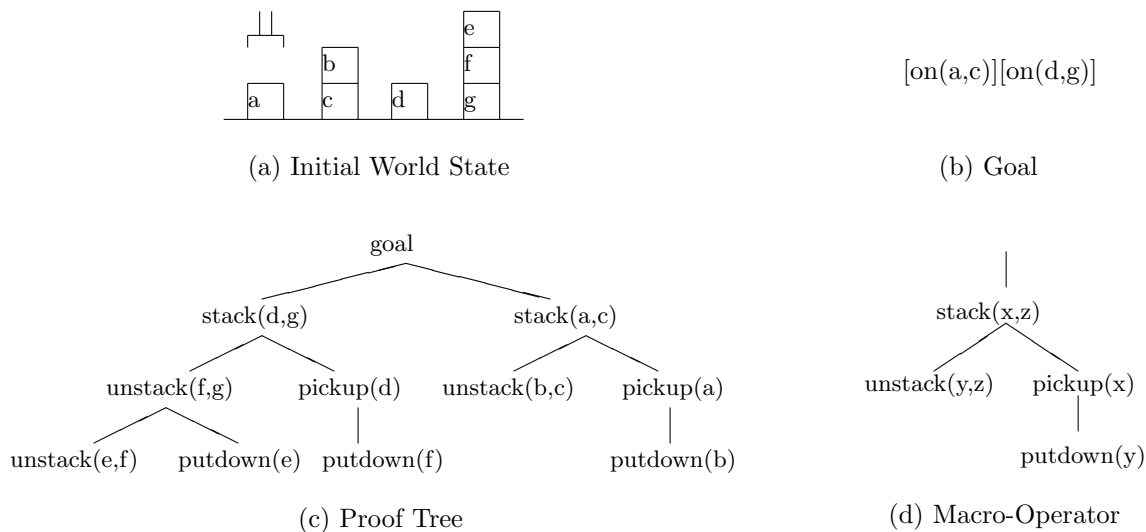 e
b f
a c d g
[on(a,c)][on(d,g)]
(a) Initial World State
(b) Goal
goal
stack(d,g) stack(a,c)
unstack(f,g) pickup(d) unstack(b,c) pickup(a)
unstack(e,f) putdown(e) putdown(f) putdown(b)
(c) Proof Tree
stack(x,z)
unstack(y,z) pickup(x)
putdown(y)
(d) Macro-Operator